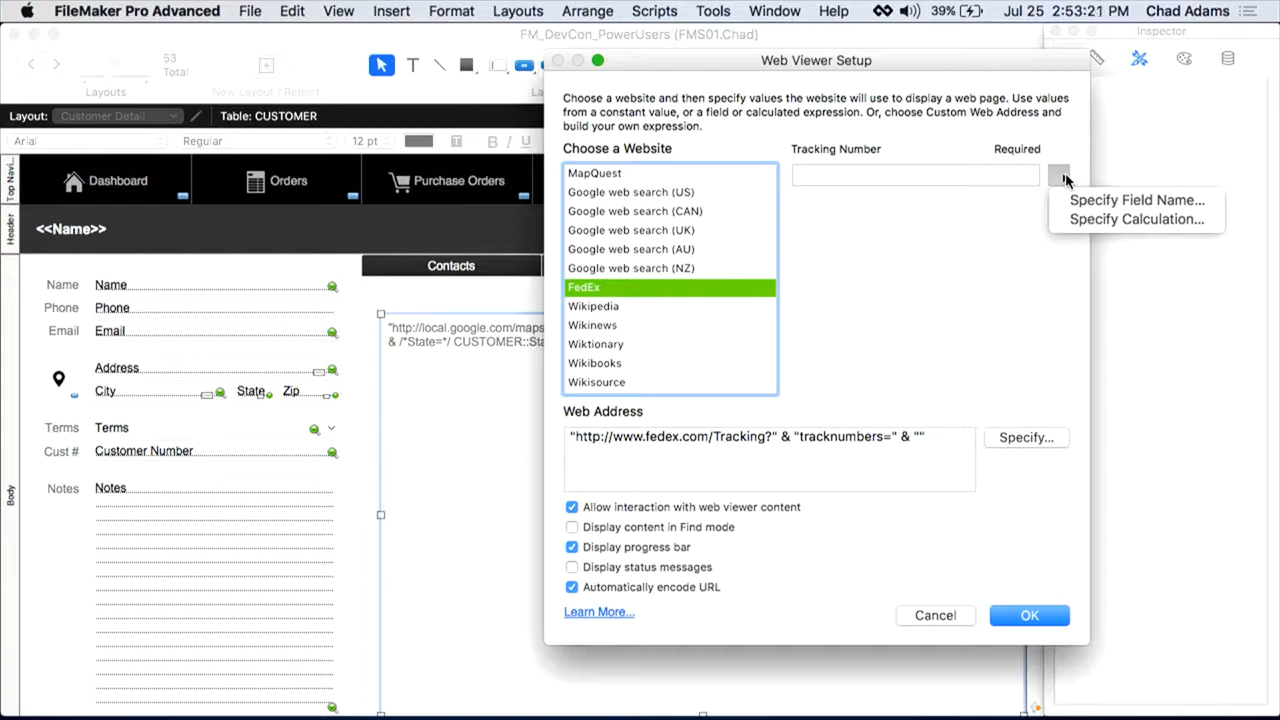 FileMaker Pro Advanced File Edit View Insert Format Layouts Arrange Scripts Tools Window Help 39% Jul 25 2:53:21 PM Chad Adams
FM_DevCon_PowerUsers (FMS01.Chad)
Inspector
53
Total
Layouts
New Layout / Report
Layout: Customer Detail Table: CUSTOMER
Arial Regular 12 pt B I U
Top Navi...
Dashboard Orders Purchase Orders
Header
<<Name>>
Contacts
Body
Name Name
Phone Phone
Email Email
Address
City State Zip
Terms Terms
Cust # Customer Number
Notes Notes
"http://local.google.com/maps
& /*State=*/ CUSTOMER::Sta
Web Viewer Setup
Choose a website and then specify values the website will use to display a web page. Use values
from a constant value, or a field or calculated expression. Or, choose Custom Web Address and
build your own expression.
Choose a Website
MapQuest
Google web search (US)
Google web search (CAN)
Google web search (UK)
Google web search (AU)
Google web search (NZ)
FedEx
Wikipedia
Wikinews
Wiktionary
Wikibooks
Wikisource
Tracking Number Required
Specify Field Name...
Specify Calculation...
Web Address
"http://www.fedex.com/Tracking?" & "tracknumbers=" & ""
Specify...
Allow interaction with web viewer content
Display content in Find mode
Display progress bar
Display status messages
Automatically encode URL
Learn More...
Cancel OK